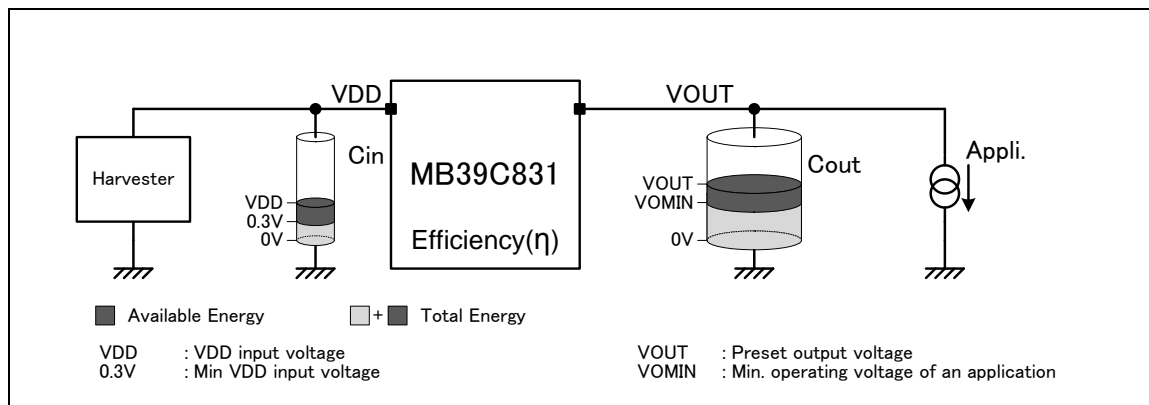 VDD
VOUT
Harvester
Cin
VDD
0.3V
0V
MB39C831
Efficiency(η)
VOUT
VOMIN
0V
Cout
Appli.
Available Energy
+ Total Energy
VDD : VDD input voltage
0.3V : Min VDD input voltage
VOUT : Preset output voltage
VOMIN : Min. operating voltage of an application